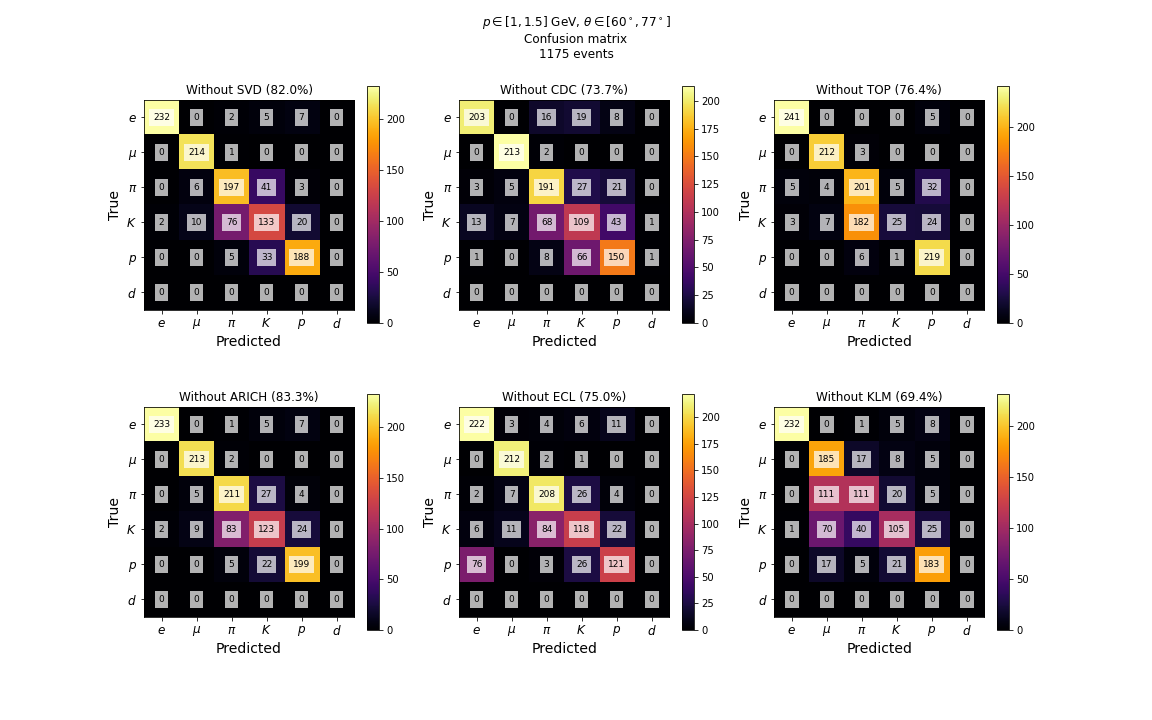 p ∈ [1, 1.5] GeV, θ ∈ [60°, 77°]
Confusion matrix
1175 events
Without SVD (82.0%)
e 232 0 2 5 7 0
μ 0 214 1 0 0 0
π 0 6 197 41 3 0
K 2 10 76 133 20 0
p 0 0 5 33 188 0
d 0 0 0 0 0 0
e μ π K p d
Predicted
True
200
150
100
50
0
Without CDC (73.7%)
e 203 0 16 19 8 0
μ 0 213 2 0 0 0
π 3 5 191 27 21 0
K 13 7 68 109 43 1
p 1 0 8 66 150 1
d 0 0 0 0 0 0
e μ π K p d
Predicted
True
200
175
150
125
100
75
50
25
0
Without TOP (76.4%)
e 241 0 0 0 5 0
μ 0 212 3 0 0 0
π 5 4 201 5 32 0
K 3 7 182 25 24 0
p 0 0 6 1 219 0
d 0 0 0 0 0 0
e μ π K p d
Predicted
True
200
150
100
50
0
Without ARICH (83.3%)
e 233 0 1 5 7 0
μ 0 213 2 0 0 0
π 0 5 211 27 4 0
K 2 9 83 123 24 0
p 0 0 5 22 199 0
d 0 0 0 0 0 0
e μ π K p d
Predicted
True
200
150
100
50
0
Without ECL (75.0%)
e 222 3 4 6 11 0
μ 0 212 2 1 0 0
π 2 7 208 26 4 0
K 6 11 84 118 22 0
p 76 0 3 26 121 0
d 0 0 0 0 0 0
e μ π K p d
Predicted
True
200
175
150
125
100
75
50
25
0
Without KLM (69.4%)
e 232 0 1 5 8 0
μ 0 185 17 8 5 0
π 0 111 111 20 5 0
K 1 70 40 105 25 0
p 0 17 5 21 183 0
d 0 0 0 0 0 0
e μ π K p d
Predicted
True
200
150
100
50
0